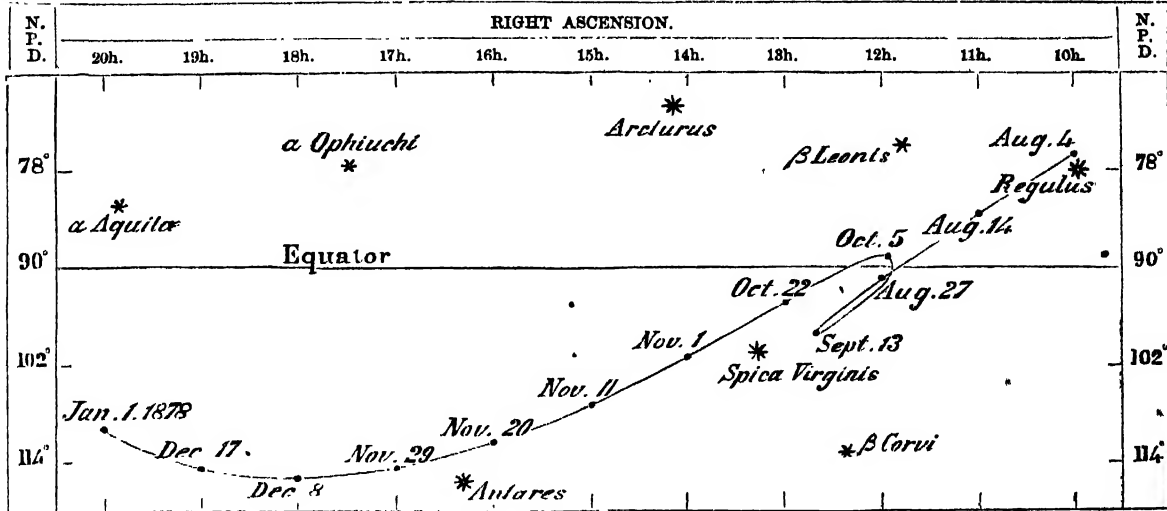 N. P. D.
RIGHT ASCENSION.
N. P. D.
20h. 19h. 18h. 17h. 16h. 15h. 14h. 18h. 12h. 11h. 10h.
Arcturus
α Ophiuchi
β Leonis
Aug. 4
78°
78°
Regulus
α Aquilæ
Aug. 14
Oct. 5
90°
Equator
90°
Oct. 22
Aug. 27
Nov. 1
Sept. 13
102°
102°
Spica Virginis
Nov. 11
Jan. 1. 1878
Nov. 20
Dec. 17.
Nov. 29
β Corvi
114°
114°
Dec 8
Antares